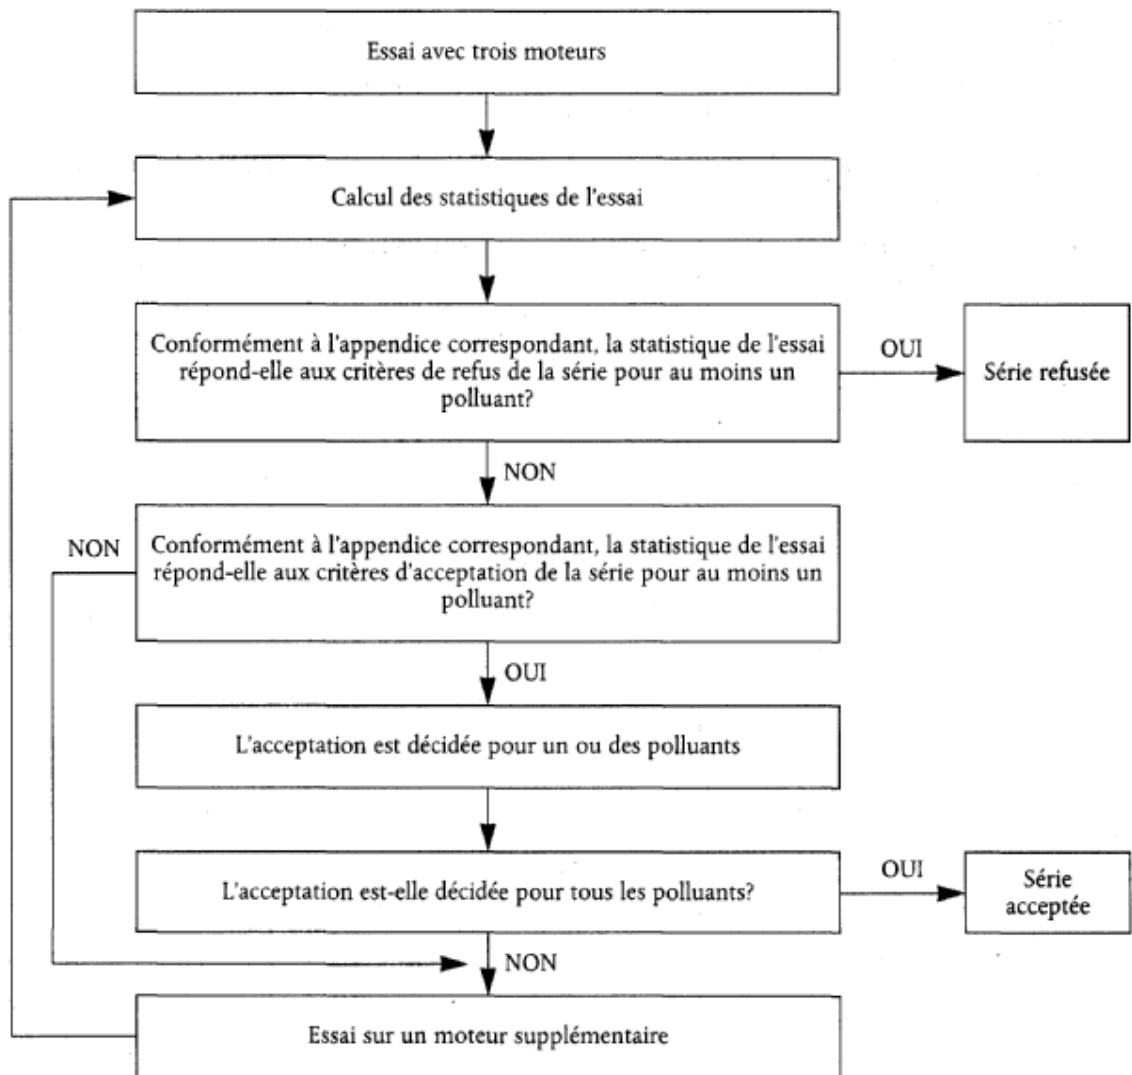 Essai avec trois moteurs
Calcul des statistiques de l'essai
Conformément à l'appendice correspondant, la statistique de l'essai
répond-elle aux critères de refus de la série pour au moins un
polluant?
OUI
Série refusée
NON
NON
Conformément à l'appendice correspondant, la statistique de l'essai
répond-elle aux critères d'acceptation de la série pour au moins un
polluant?
OUI
L'acceptation est décidée pour un ou des polluants
L'acceptation est-elle décidée pour tous les polluants?
OUI
Série
acceptée
NON
Essai sur un moteur supplémentaire